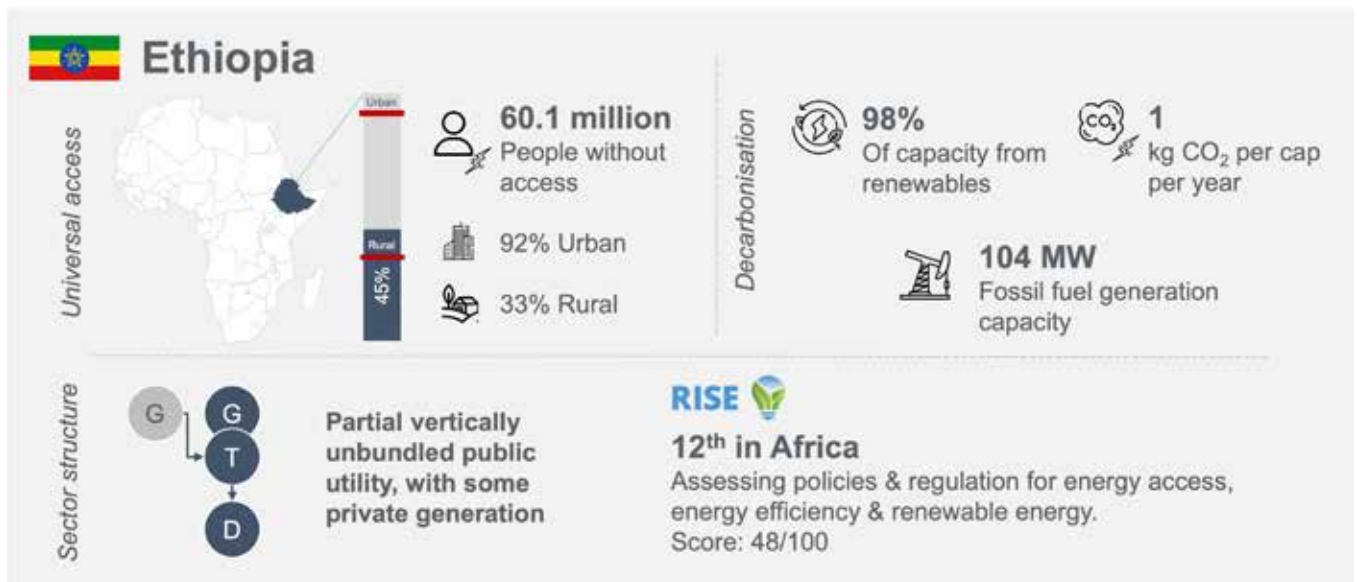 Ethiopia
Universal access
Urban
Rural
45%
60.1 million
People without
access
92% Urban
33% Rural
Decarbonisation
98%
Of capacity from
renewables
CO₂
1
kg CO₂ per cap
per year
104 MW
Fossil fuel generation
capacity
Sector structure
G
G
T
D
Partial vertically
unbundled public
utility, with some
private generation
RISE
12th in Africa
Assessing policies & regulation for energy access,
energy efficiency & renewable energy.
Score: 48/100